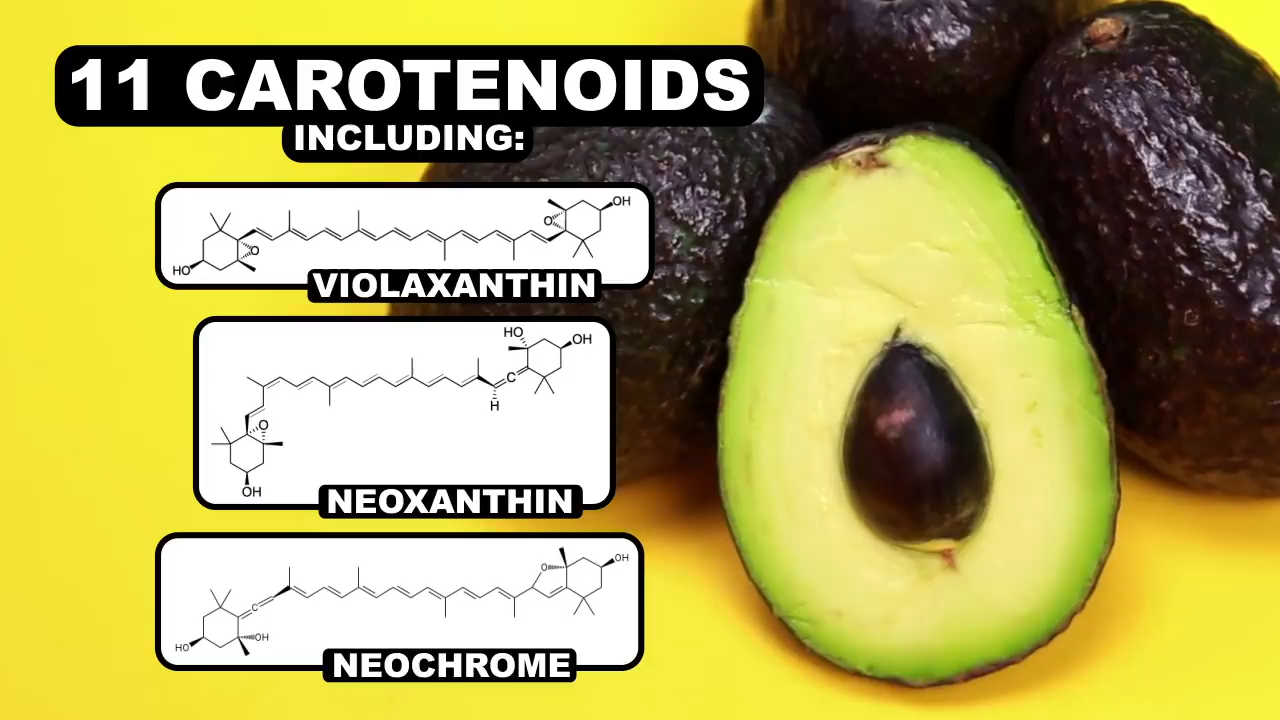 11 CAROTENOIDS
INCLUDING:
OH
O
O
HO
VIOLAXANTHIN
HO
OH
C
H
O
OH
NEOXANTHIN
O
OH
C
OH
HO
NEOCHROME